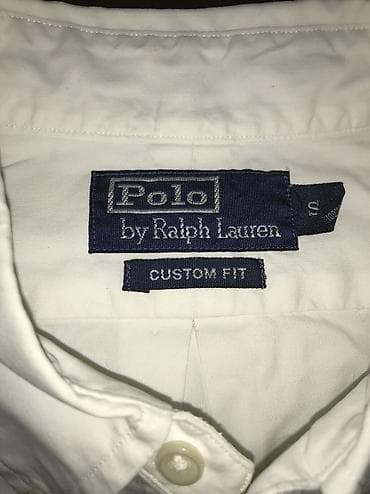 Polo
by Ralph Lauren
S
CUSTOM FIT